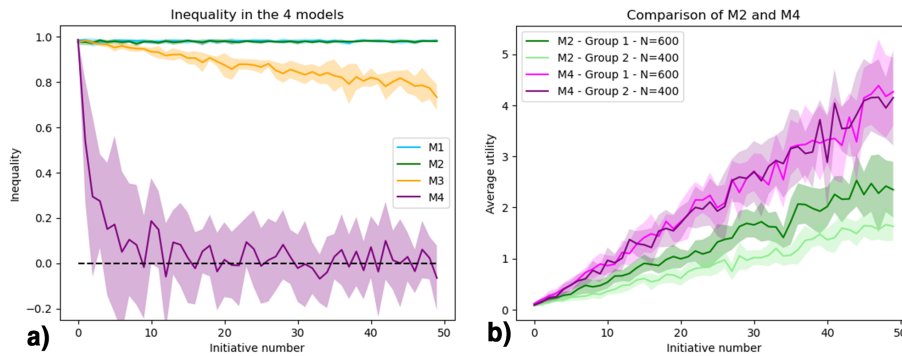 Inequality in the 4 models
1.0
0.8
0.6
0.4
0.2
0.0
−0.2
Inequality
M1
M2
M3
M4
0
10
20
30
40
50
Initiative number
a)
Comparison of M2 and M4
5
4
3
2
1
0
Average utility
M2 - Group 1 - N=600
M2 - Group 2 - N=400
M4 - Group 1 - N=600
M4 - Group 2 - N=400
0
10
20
30
40
50
Initiative number
b)